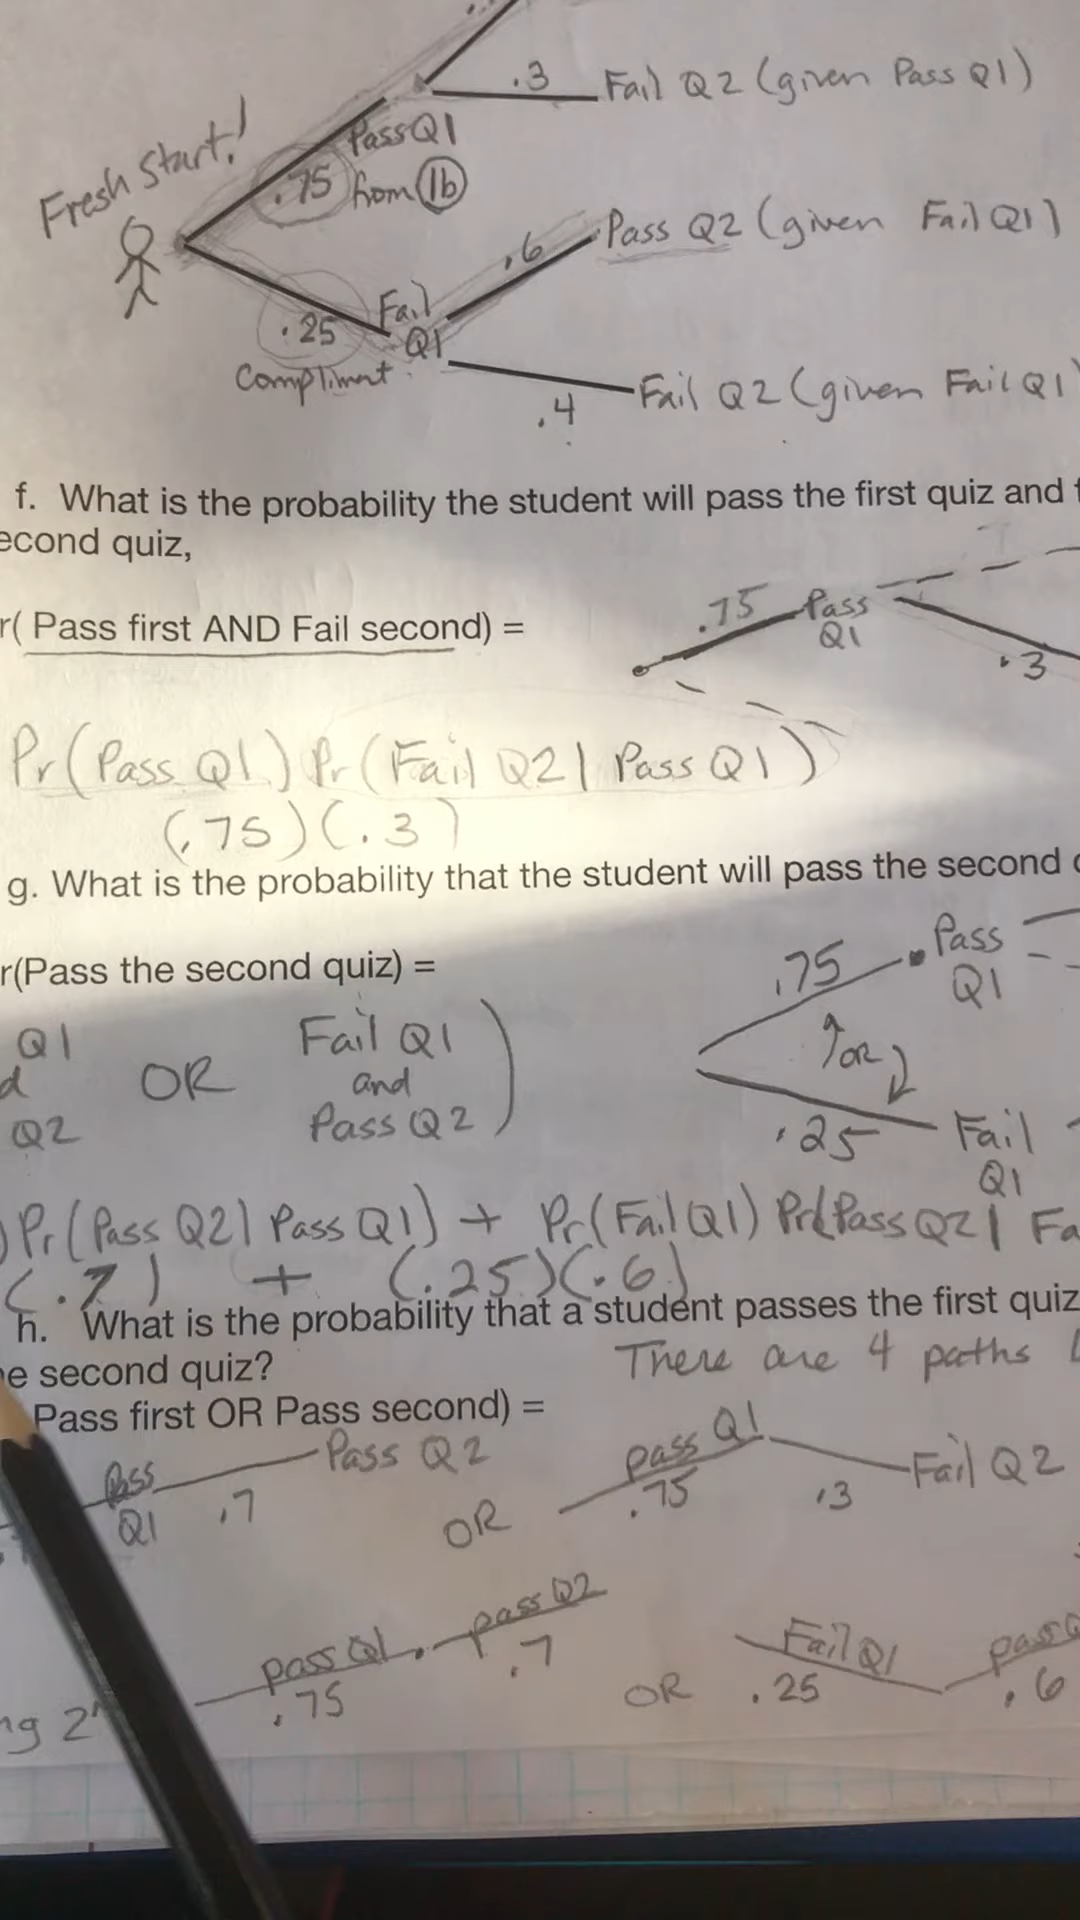 .3 Fail Q2 (given Pass Q1)
Fresh Start!
Pass Q1
.75 from (1b)
.6 Pass Q2 (given Fail Q1)
Fail
.25 Q1
Compliment
.4 Fail Q2 (given Fail Q1)
f. What is the probability the student will pass the first quiz and
econd quiz,
.75 Pass
Q1
.3
r( Pass first AND Fail second) =
Pr(Pass Q1) Pr(Fail Q2 | Pass Q1)
(.75)(.3)
g. What is the probability that the student will pass the second
.75 Pass
Q1
r(Pass the second quiz) =
Q1 OR Fail Q1
d and
Q2 Pass Q2)
OR
.25 Fail
Q1
) Pr(Pass Q2 | Pass Q1) + Pr(Fail Q1) Pr(Pass Q2 | Fa
(.7) + (.25)(.6)
h. What is the probability that a student passes the first quiz
e second quiz?
There are 4 paths
Pass first OR Pass second) =
Pass Pass Q2
Q1 .7
OR
pass Q1 Fail Q2
.75 .3
pass Q1 pass Q2
.75 .7
OR
Fail Q1 pass Q
.25 .6
ng 2